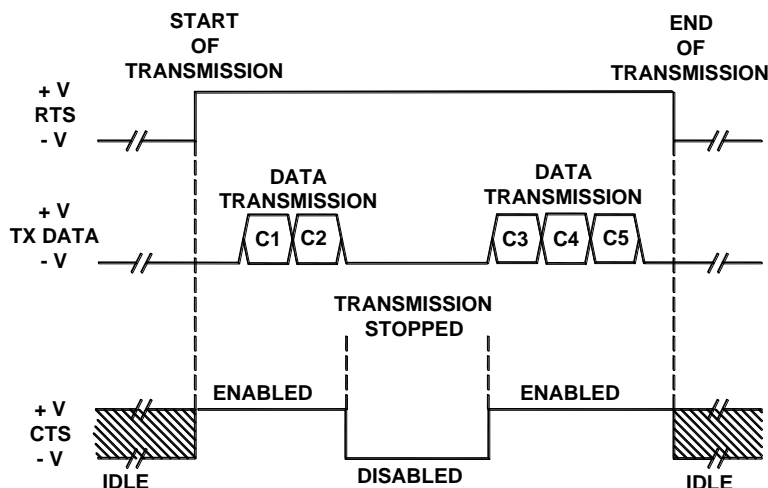 START
OF
TRANSMISSION
END
OF
TRANSMISSION
+ V
RTS
- V
DATA
TRANSMISSION
DATA
TRANSMISSION
+ V
TX DATA
- V
C1
C2
C3
C4
C5
TRANSMISSION
STOPPED
ENABLED
ENABLED
+ V
CTS
- V
IDLE
DISABLED
IDLE